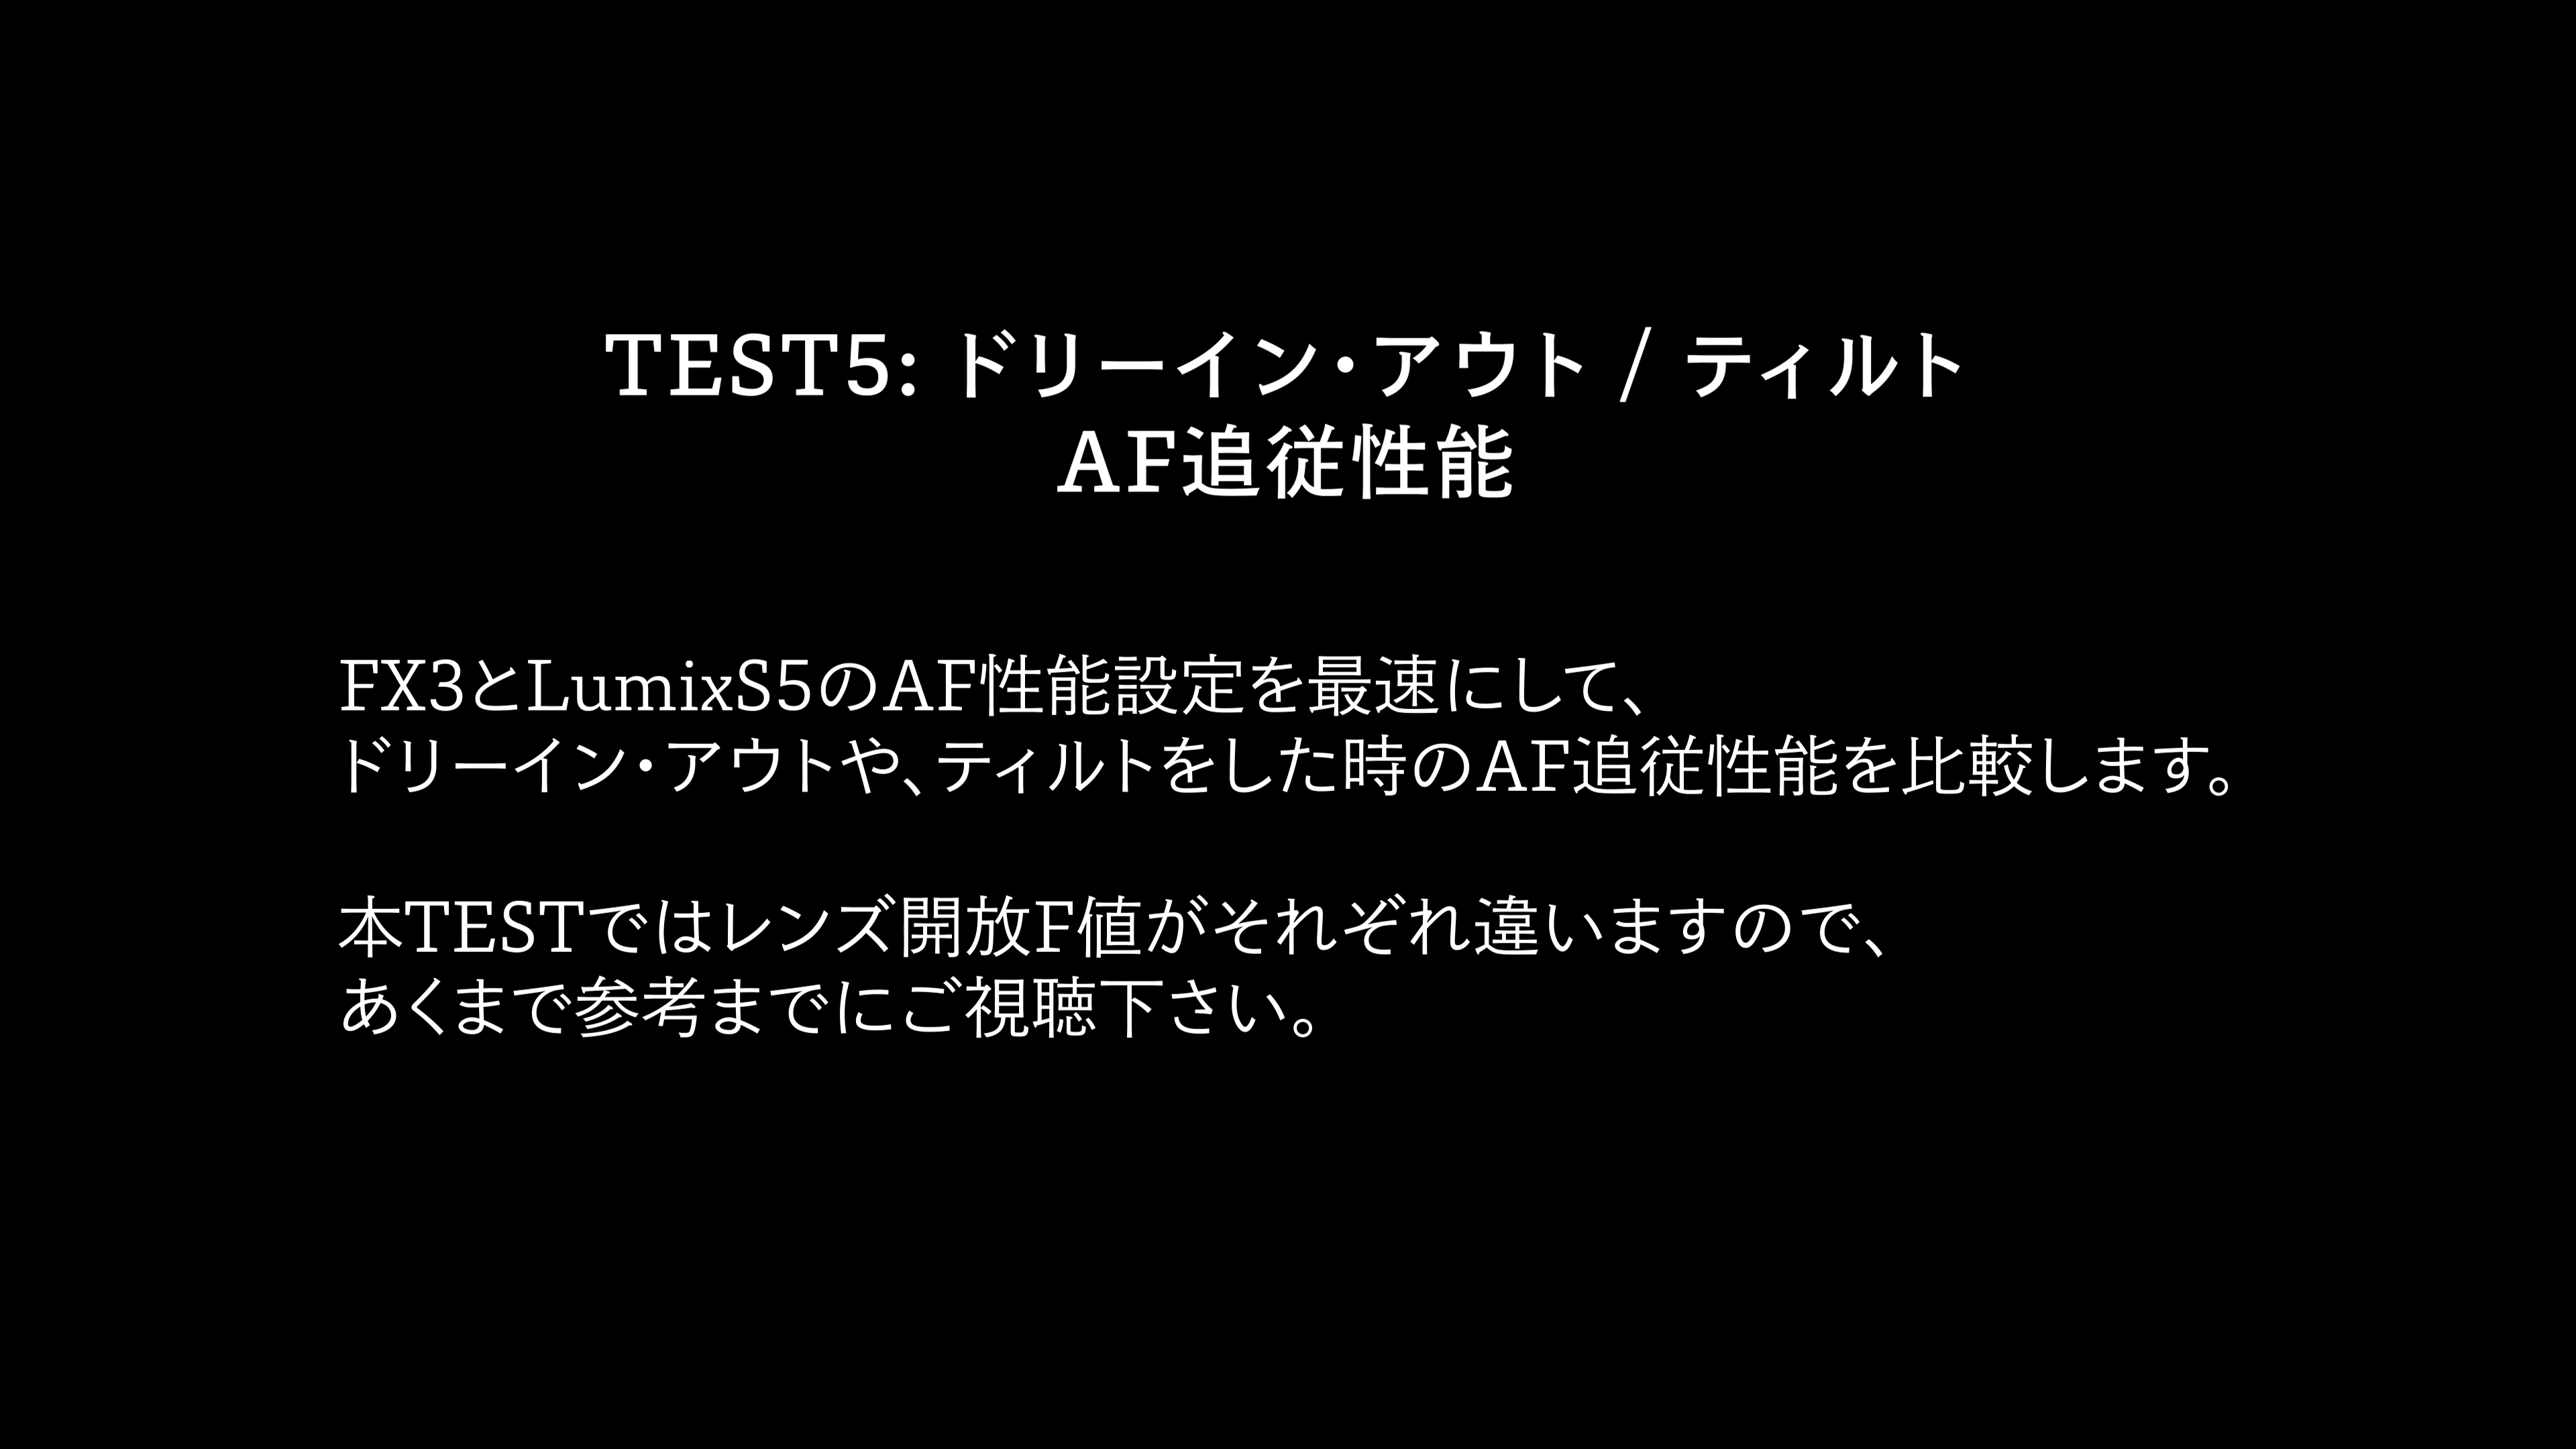 TEST5: ドリーイン・アウト / ティルト
AF追従性能
FX3とLumixS5のAF性能設定を最速にして、
ドリーイン・アウトや、ティルトをした時のAF追従性能を比較します。
本TESTではレンズ開放F値がそれぞれ違いますので、
あくまで参考までにご視聴下さい。